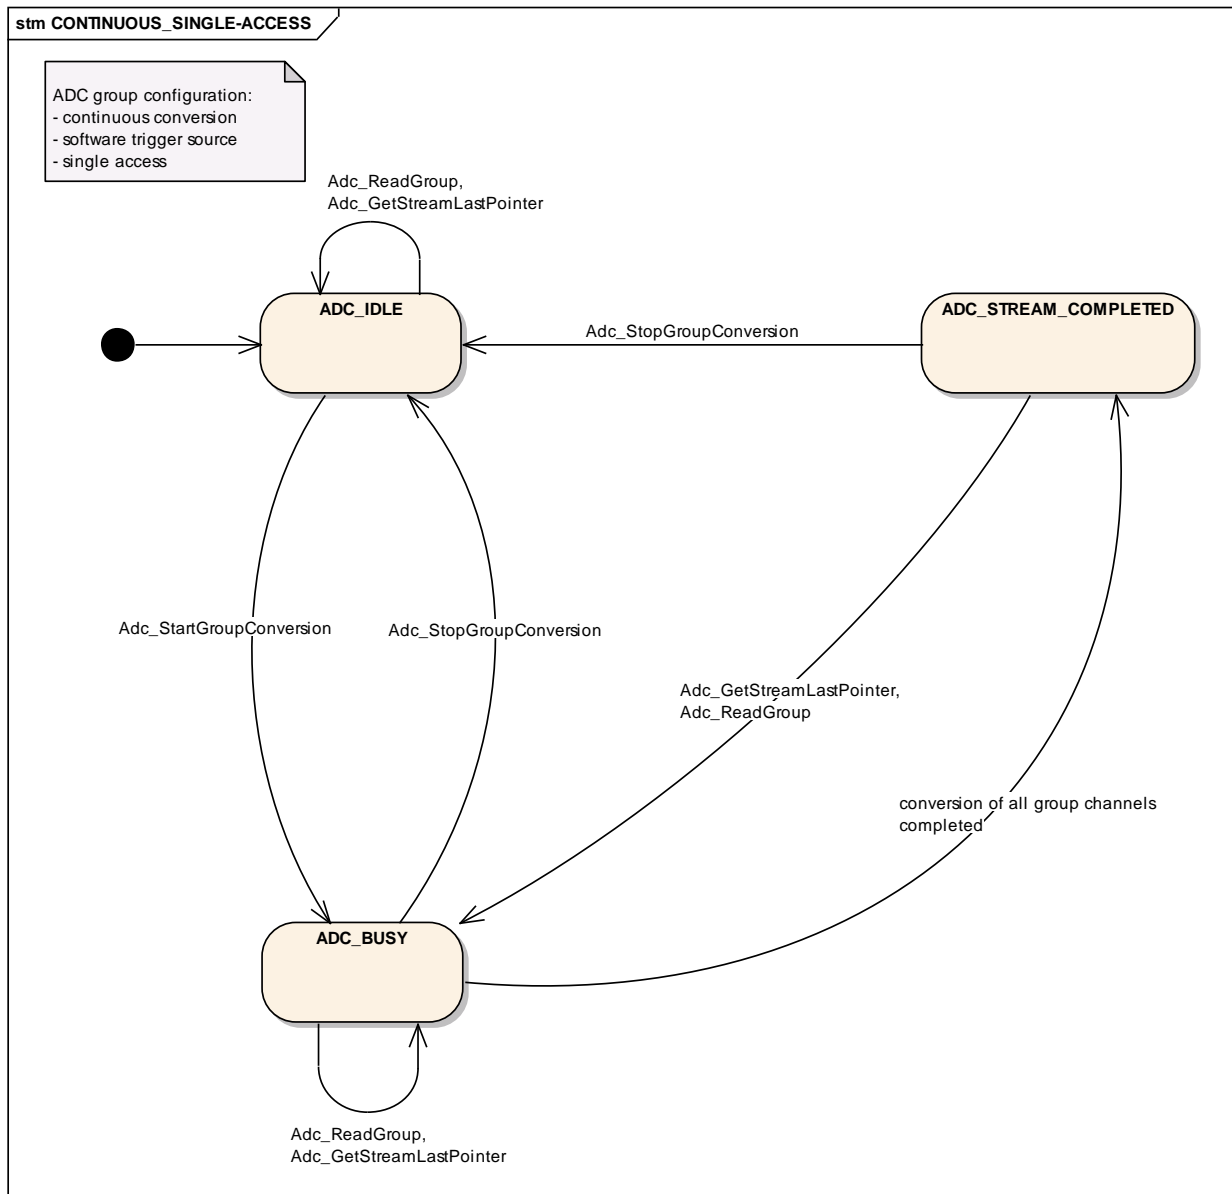 stm CONTINUOUS_SINGLE-ACCESS
ADC group configuration:
- continuous conversion
- software trigger source
- single access
Adc_ReadGroup,
Adc_GetStreamLastPointer
ADC_IDLE
ADC_STREAM_COMPLETED
Adc_StopGroupConversion
Adc_StartGroupConversion
Adc_StopGroupConversion
Adc_GetStreamLastPointer,
Adc_ReadGroup
conversion of all group channels
completed
ADC_BUSY
Adc_ReadGroup,
Adc_GetStreamLastPointer